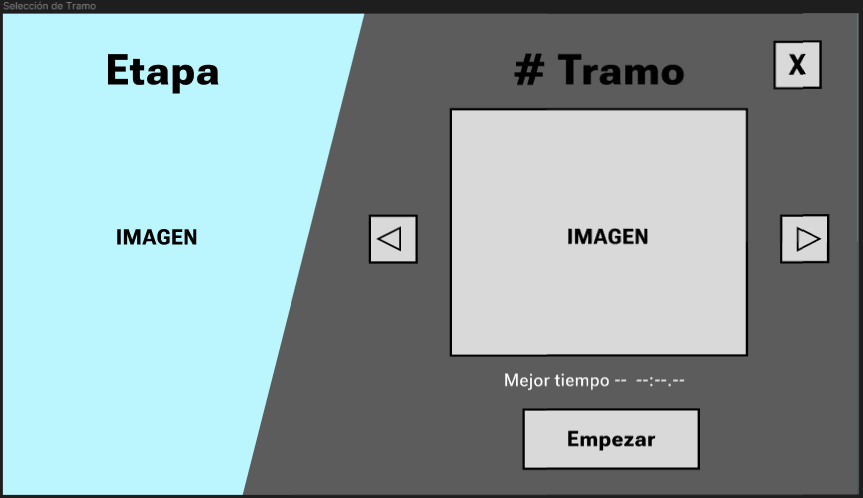 Selección de Tramo
Etapa
IMAGEN
# Tramo
X
IMAGEN
Mejor tiempo -- --:--.--
Empezar